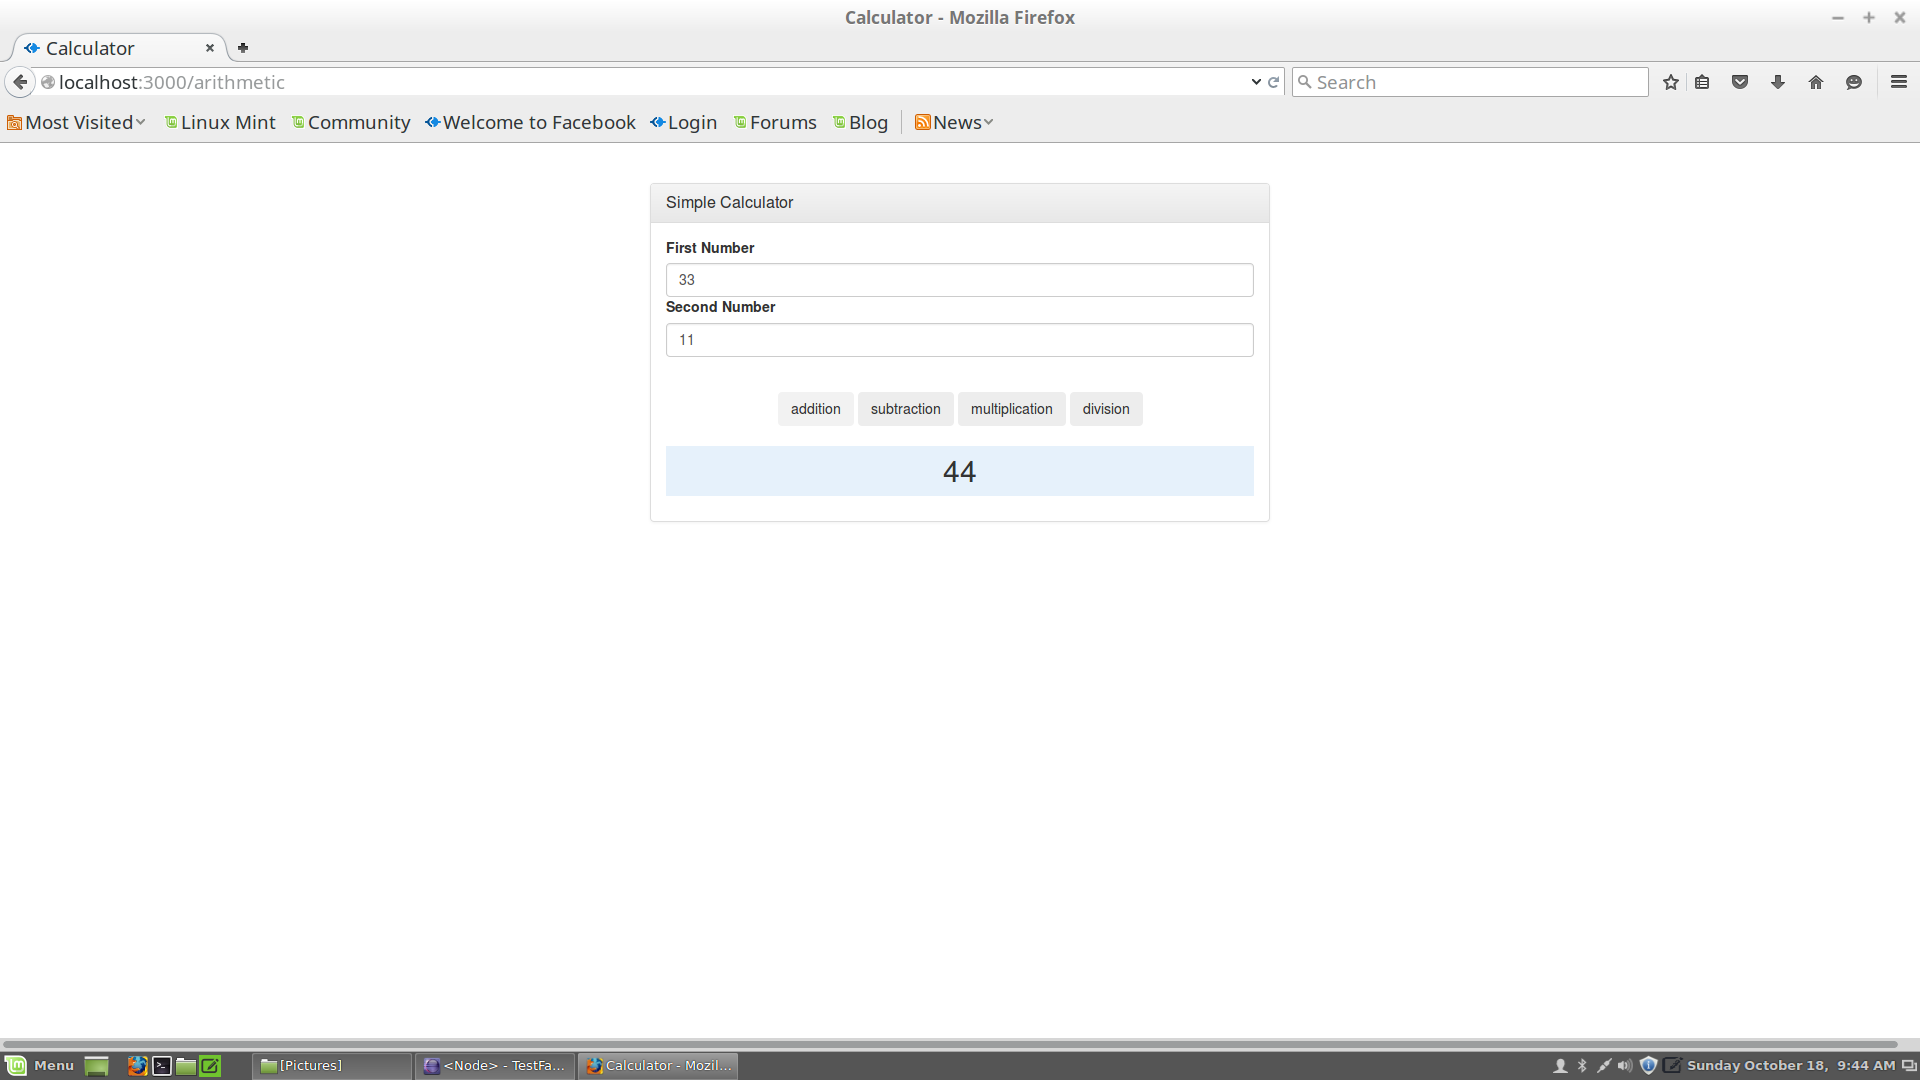 Calculator - Mozilla Firefox
Calculator
localhost:3000/arithmetic
Search
Most Visited Linux Mint Community Welcome to Facebook Login Forums Blog News
Simple Calculator
First Number
33
Second Number
11
addition subtraction multiplication division
44
Menu [Pictures] <Node> - TestFa... Calculator - Mozil... Sunday October 18, 9:44 AM